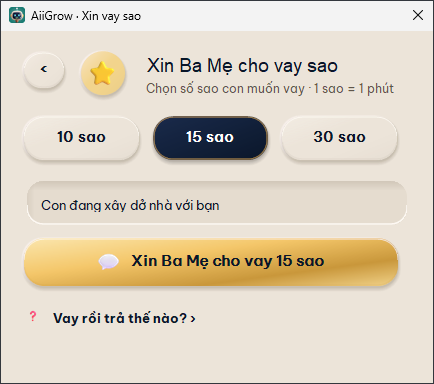 AiiGrow · Xin vay sao
Xin Ba Mẹ cho vay sao
Chọn số sao con muốn vay · 1 sao = 1 phút
10 sao
15 sao
30 sao
Con đang xây dở nhà với bạn
Xin Ba Mẹ cho vay 15 sao
? Vay rồi trả thế nào? ›